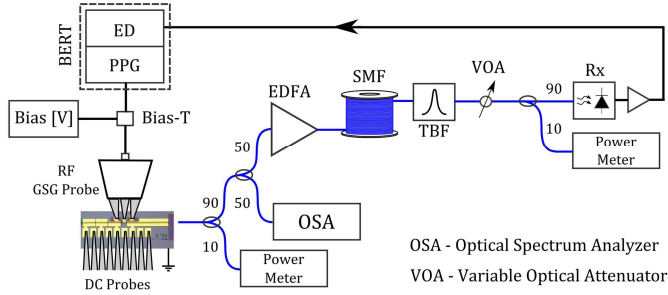 BERT
ED
PPG
Bias [V]
Bias-T
RF
GSG Probe
DC Probes
90
10
Power
Meter
50
50
OSA
EDFA
SMF
TBF
VOA
90
10
Rx
Power
Meter
OSA - Optical Spectrum Analyzer
VOA - Variable Optical Attenuator